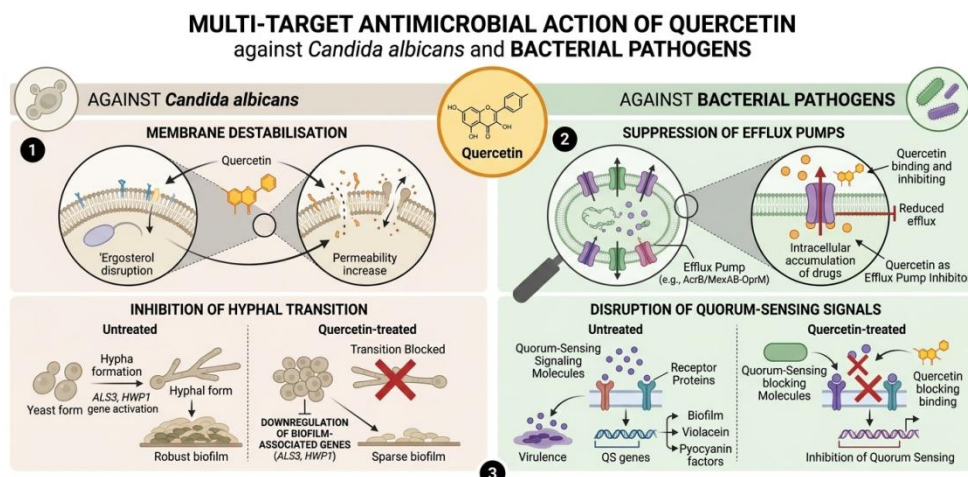 MULTI-TARGET ANTIMICROBIAL ACTION OF QUERCETIN
against Candida albicans and BACTERIAL PATHOGENS
AGAINST Candida albicans
HO
OH
O
OH
OH
O
Quercetin
AGAINST BACTERIAL PATHOGENS
1
MEMBRANE DESTABILISATION
Quercetin
'Ergosterol
disruption
Permeability
increase
2
SUPPRESSION OF EFFLUX PUMPS
Efflux Pump
(e.g., AcrB/MexAB-OprM)
Intracellular
accumulation
of drugs
Quercetin
binding and
inhibiting
Reduced
efflux
Quercetin as
Efflux Pump Inhibito
INHIBITION OF HYPHAL TRANSITION
Untreated
Yeast form
Hypha
formation
ALS3, HWP1
gene activation
Hyphal form
Robust biofilm
Quercetin-treated
Transition Blocked
DOWNREGULATION
OF BIOFILM-
ASSOCIATED GENES
(ALS3, HWP1)
Sparse biofilm
DISRUPTION OF QUORUM-SENSING SIGNALS
Untreated
Quorum-Sensing
Signaling
Molecules
Receptor
Proteins
Virulence
QS genes
Biofilm
Violacein
Pyocyanin
factors
Quercetin-treated
Quorum-Sensing
blocking
Molecules
Quercetin
blocking
binding
Inhibition of Quorum Sensing
3